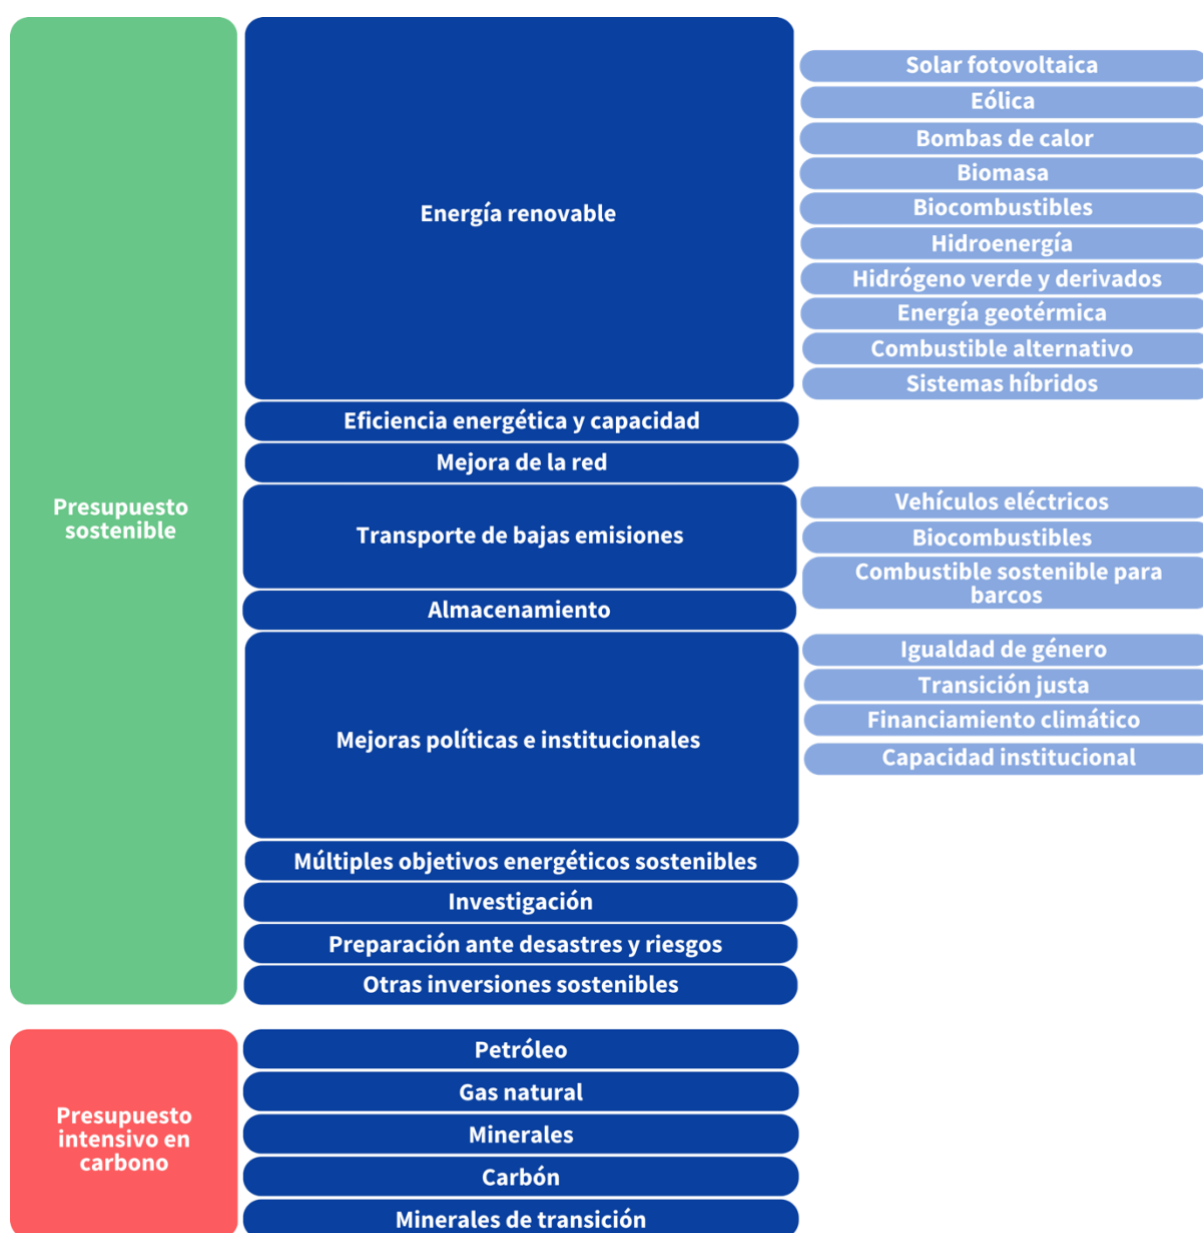 Presupuesto
sostenible
Energía renovable
Solar fotovoltaica
Eólica
Bombas de calor
Biomasa
Biocombustibles
Hidroenergía
Hidrógeno verde y derivados
Energía geotérmica
Combustible alternativo
Sistemas híbridos
Eficiencia energética y capacidad
Mejora de la red
Transporte de bajas emisiones
Vehículos eléctricos
Biocombustibles
Combustible sostenible para
barcos
Almacenamiento
Mejoras políticas e institucionales
Igualdad de género
Transición justa
Financiamiento climático
Capacidad institucional
Múltiples objetivos energéticos sostenibles
Investigación
Preparación ante desastres y riesgos
Otras inversiones sostenibles
Presupuesto
intensivo en
carbono
Petróleo
Gas natural
Minerales
Carbón
Minerales de transición